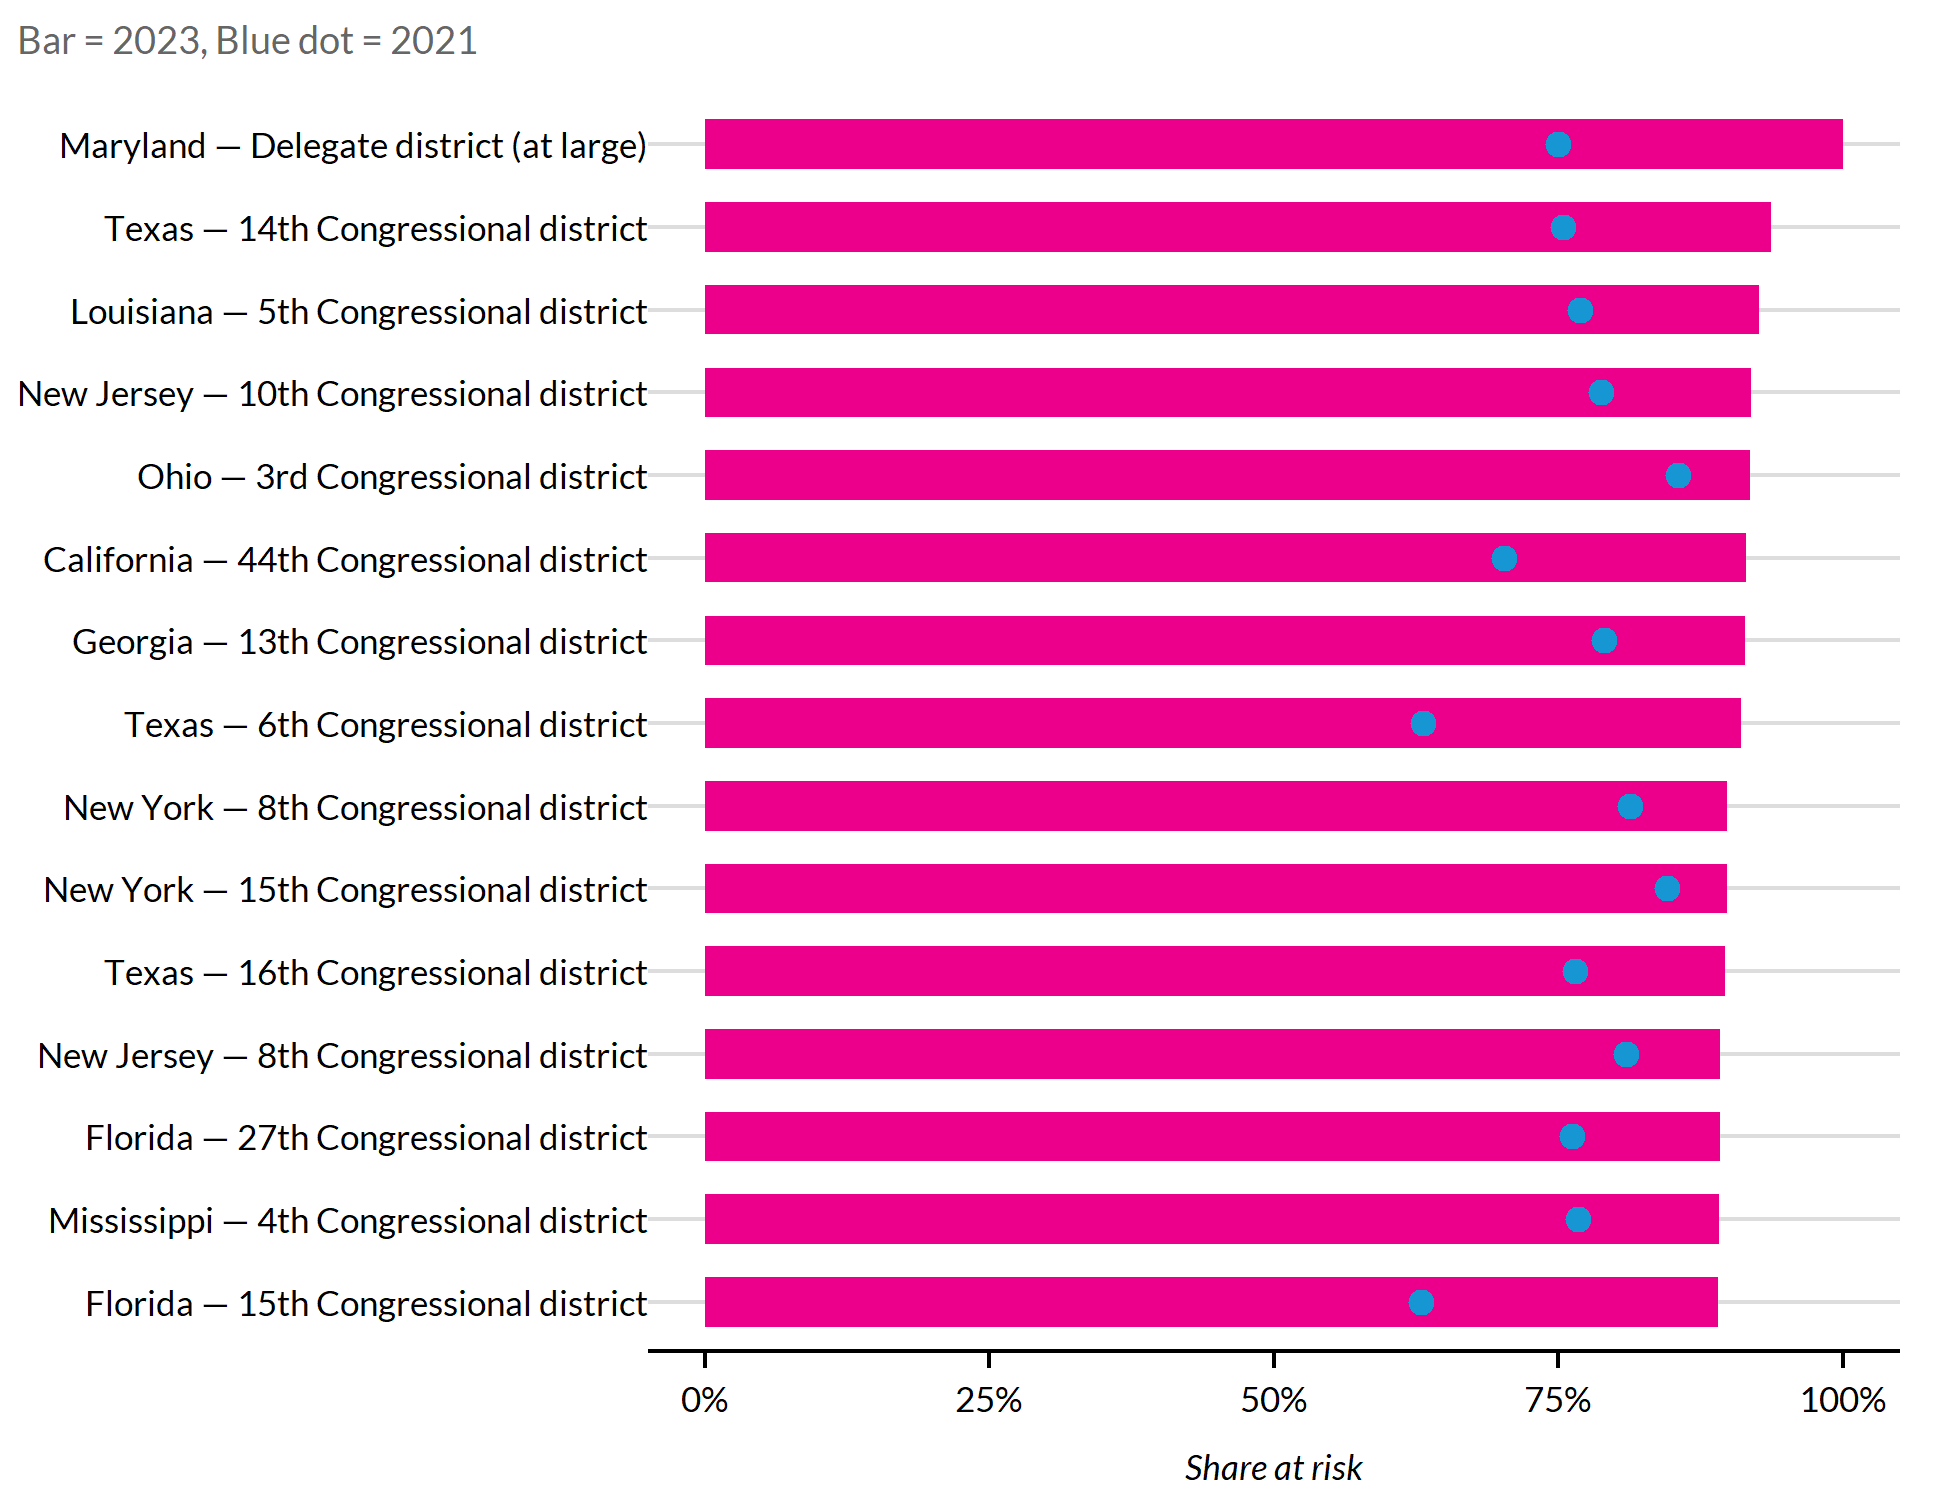 Bar = 2023, Blue dot = 2021
Maryland — Delegate district (at large)
Texas — 14th Congressional district
Louisiana — 5th Congressional district
New Jersey — 10th Congressional district
Ohio — 3rd Congressional district
California — 44th Congressional district
Georgia — 13th Congressional district
Texas — 6th Congressional district
New York — 8th Congressional district
New York — 15th Congressional district
Texas — 16th Congressional district
New Jersey — 8th Congressional district
Florida — 27th Congressional district
Mississippi — 4th Congressional district
Florida — 15th Congressional district
0% 25% 50% 75% 100%
Share at risk